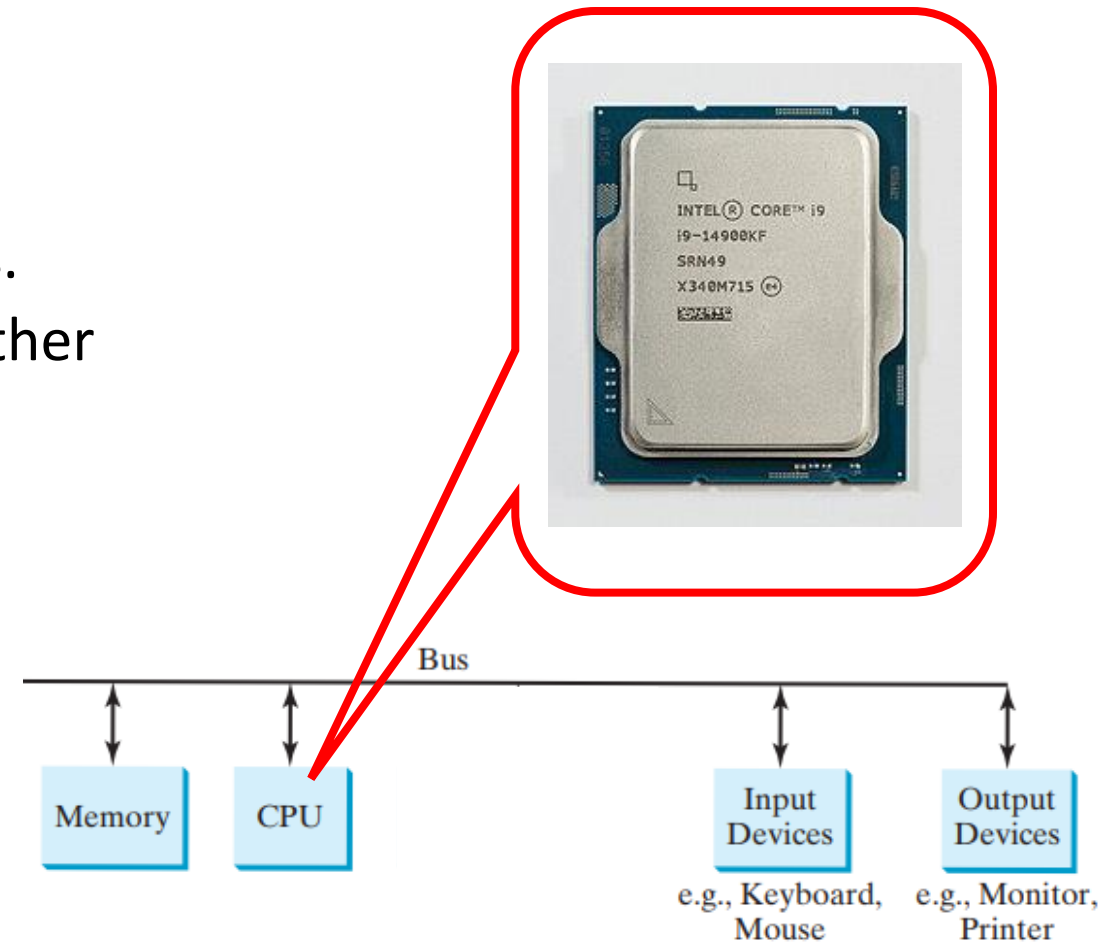 .
ther
INTEL® CORE™ i9
i9-14900KF
SRN49
X340M715 e4
Bus
Memory
CPU
Input
Devices
e.g., Keyboard,
Mouse
Output
Devices
e.g., Monitor,
Printer